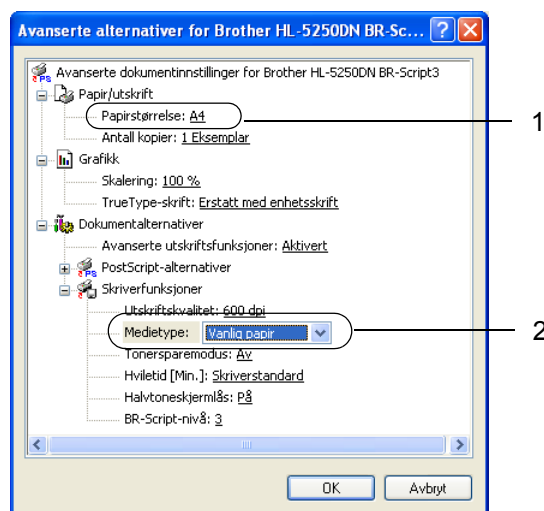 Avanserte alternativer for Brother HL-5250DN BR-Sc...
Avanserte dokumentinnstillinger for Brother HL-5250DN BR-Script3
Papir/utskrift
Papirstørrelse: A4
1
Antall kopier: 1 Eksemplar
Grafikk
Skalering: 100 %
TrueType-skrift: Erstatt med enhetsskrift
Dokumentalternativer
Avanserte utskriftsfunksjoner: Aktivert
PostScript-alternativer
Skriverfunksjoner
Utskriftskvalitet: 600 dpi
Medietype: Vanlig papir
2
Tonersparemodus: Av
Hviletid [Min.]: Skriverstandard
Halvtoneskjermlås: På
BR-Script-nivå: 3
OK
Avbryt